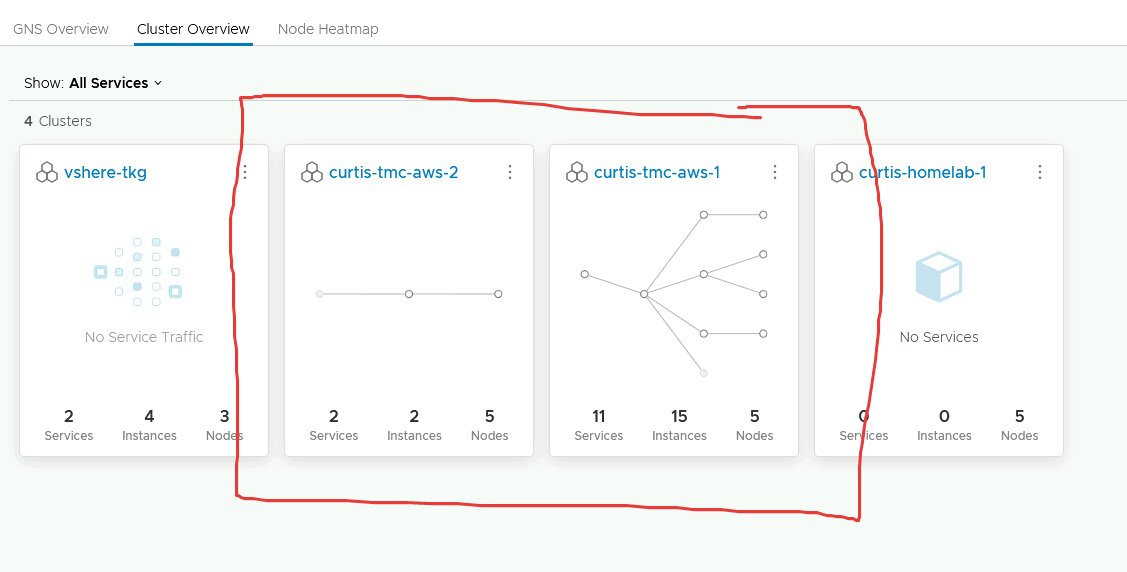 GNS Overview Cluster Overview Node Heatmap
Show: All Services
4 Clusters
vshere-tkg curtis-tmc-aws-2 curtis-tmc-aws-1 curtis-homelab-1
No Service Traffic No Services
2 4 3 2 2 5 11 15 5 0 0 5
Services Instances Nodes Services Instances Nodes Services Instances Nodes Services Instances Nodes